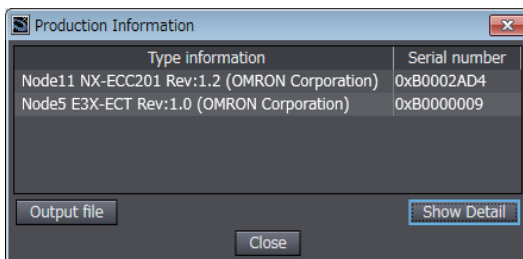 Production Information
Type information Serial number
Node11 NX-ECC201 Rev:1.2 (OMRON Corporation) 0xB0002AD4
Node5 E3X-ECT Rev:1.0 (OMRON Corporation) 0xB0000009
Output file Show Detail
Close